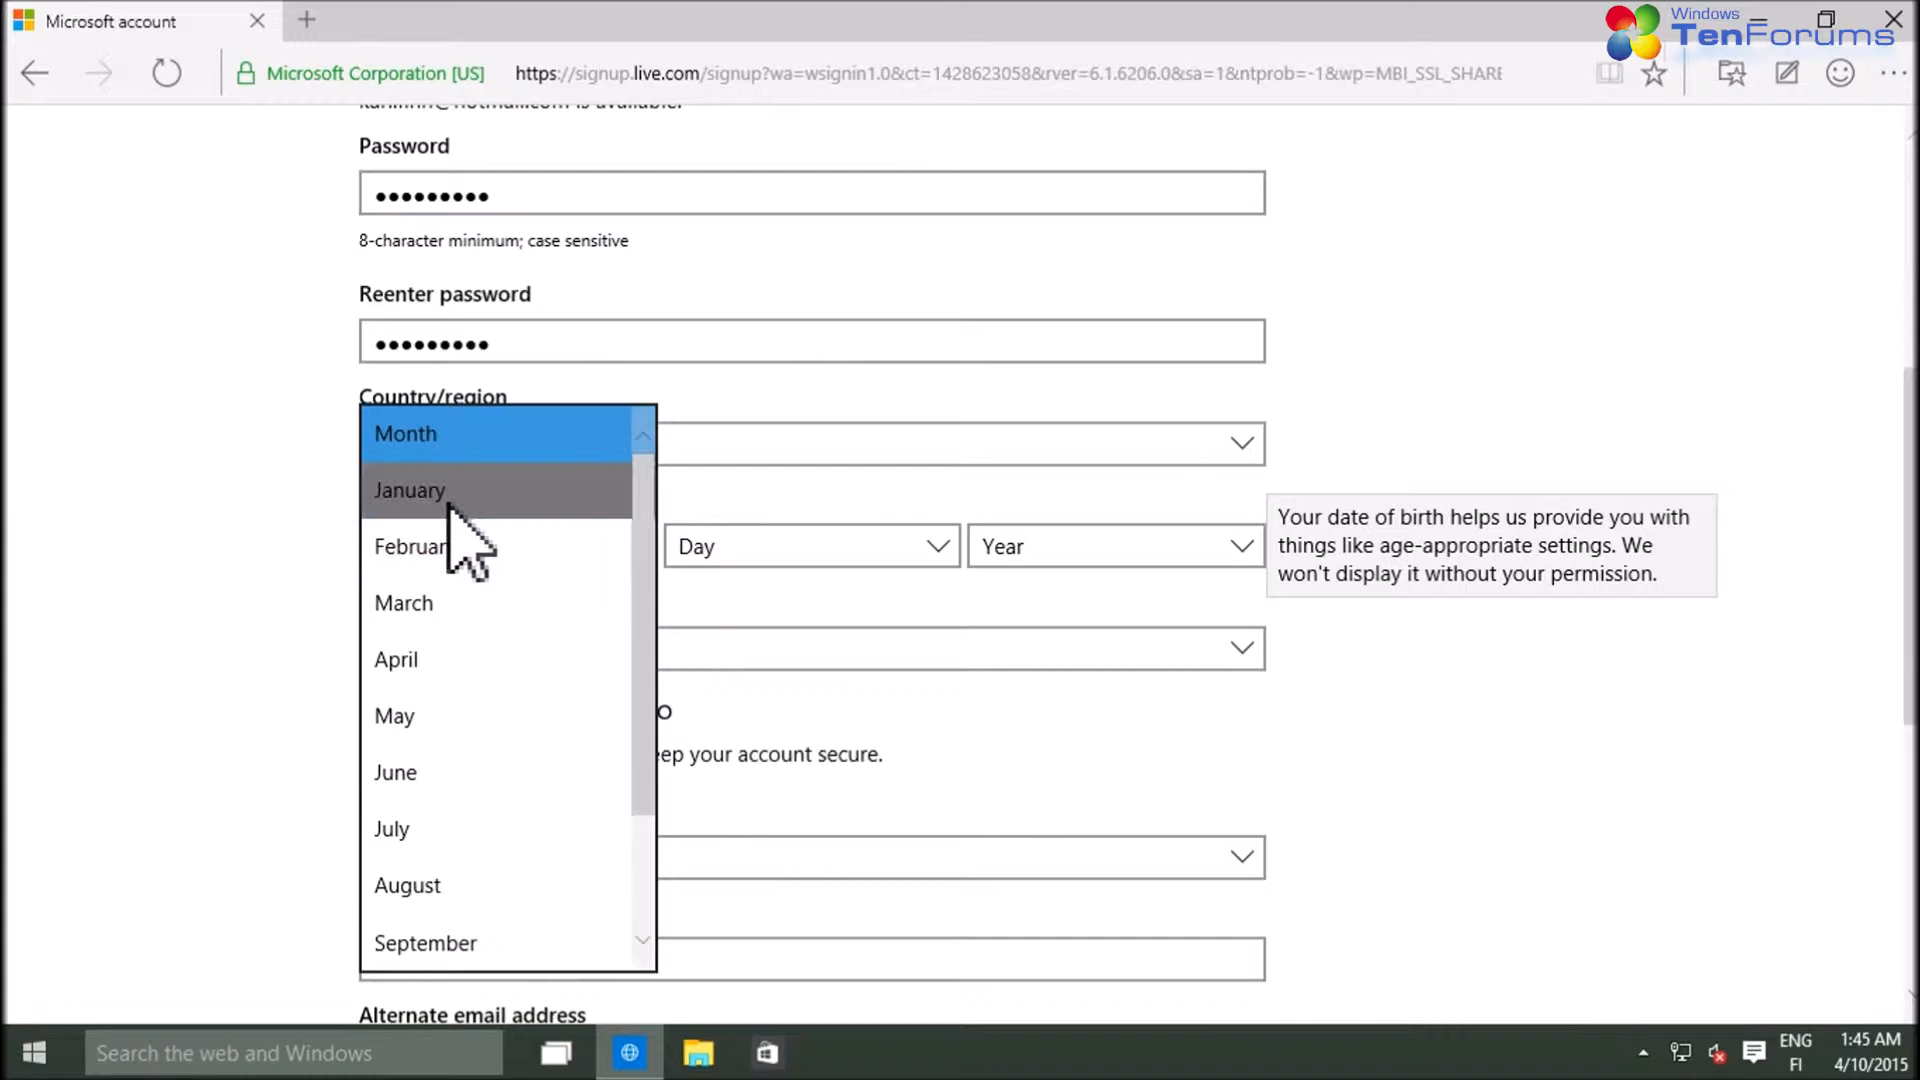 Microsoft account
Windows
TenForums
Microsoft Corporation [US]
https://signup.live.com/signup?wa=wsignin1.0&ct=1428623058&rver=6.1.6206.0&sa=1&ntprob=-1&wp=MBI_SSL_SHARE
is available.
Password
8-character minimum; case sensitive
Reenter password
Country/region
Month
January
Februar
March
April
May
June
July
August
September
Day
Year
Your date of birth helps us provide you with
things like age-appropriate settings. We
won't display it without your permission.
eep your account secure.
Alternate email address
Search the web and Windows
ENG
FI
1:45 AM
4/10/2015